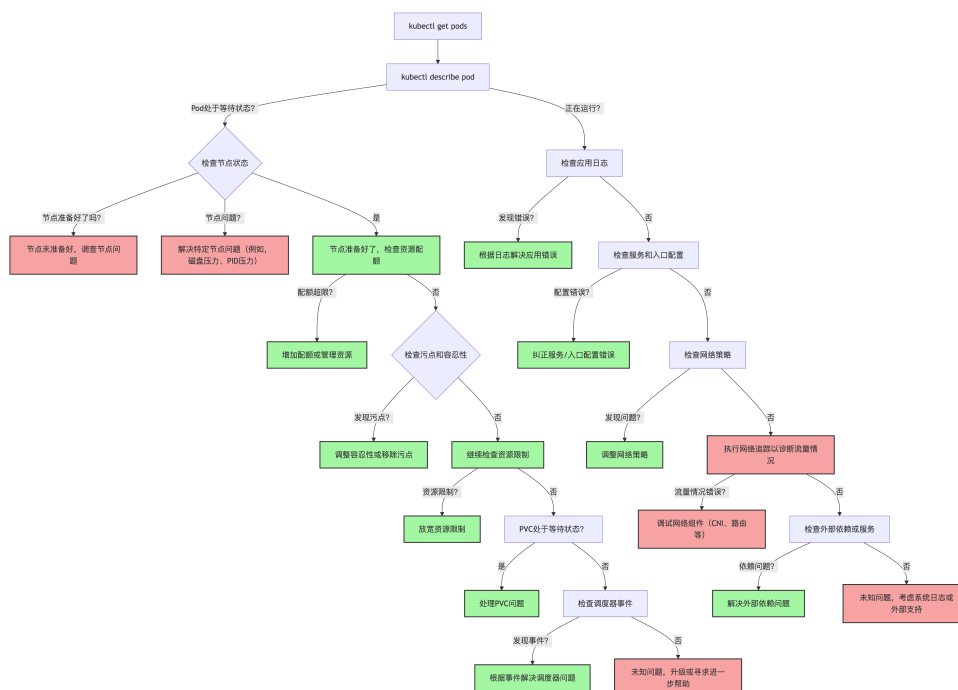 kubectl get pods
kubectl describe pod
Pod处于等待状态?
正在运行?
检查节点状态
检查应用日志
节点准备好了吗?
节点问题?
是
发现错误?
否
节点未准备好，调查节点问
题
解决特定节点问题（例如，
磁盘压力、PID压力）
节点准备好了，检查资源配
额
根据日志解决应用错误
检查服务和入口配置
配额超限?
否
配置错误?
否
增加配额或管理资源
检查污点和容忍性
纠正服务/入口配置错误
检查网络策略
发现污点?
否
发现问题?
否
调整容忍性或移除污点
继续检查资源限制
调整网络策略
执行网络追踪以诊断流量情
况
资源限制?
否
流量情况错误?
否
放宽资源限制
PVC处于等待状态?
调试网络组件（CNI、路由
等）
检查外部依赖或服务
是
否
依赖问题?
否
处理PVC问题
检查调度器事件
解决外部依赖问题
未知问题，考虑系统日志或
外部支持
发现事件?
否
根据事件解决调度器问题
未知问题，升级或寻求进一
步帮助